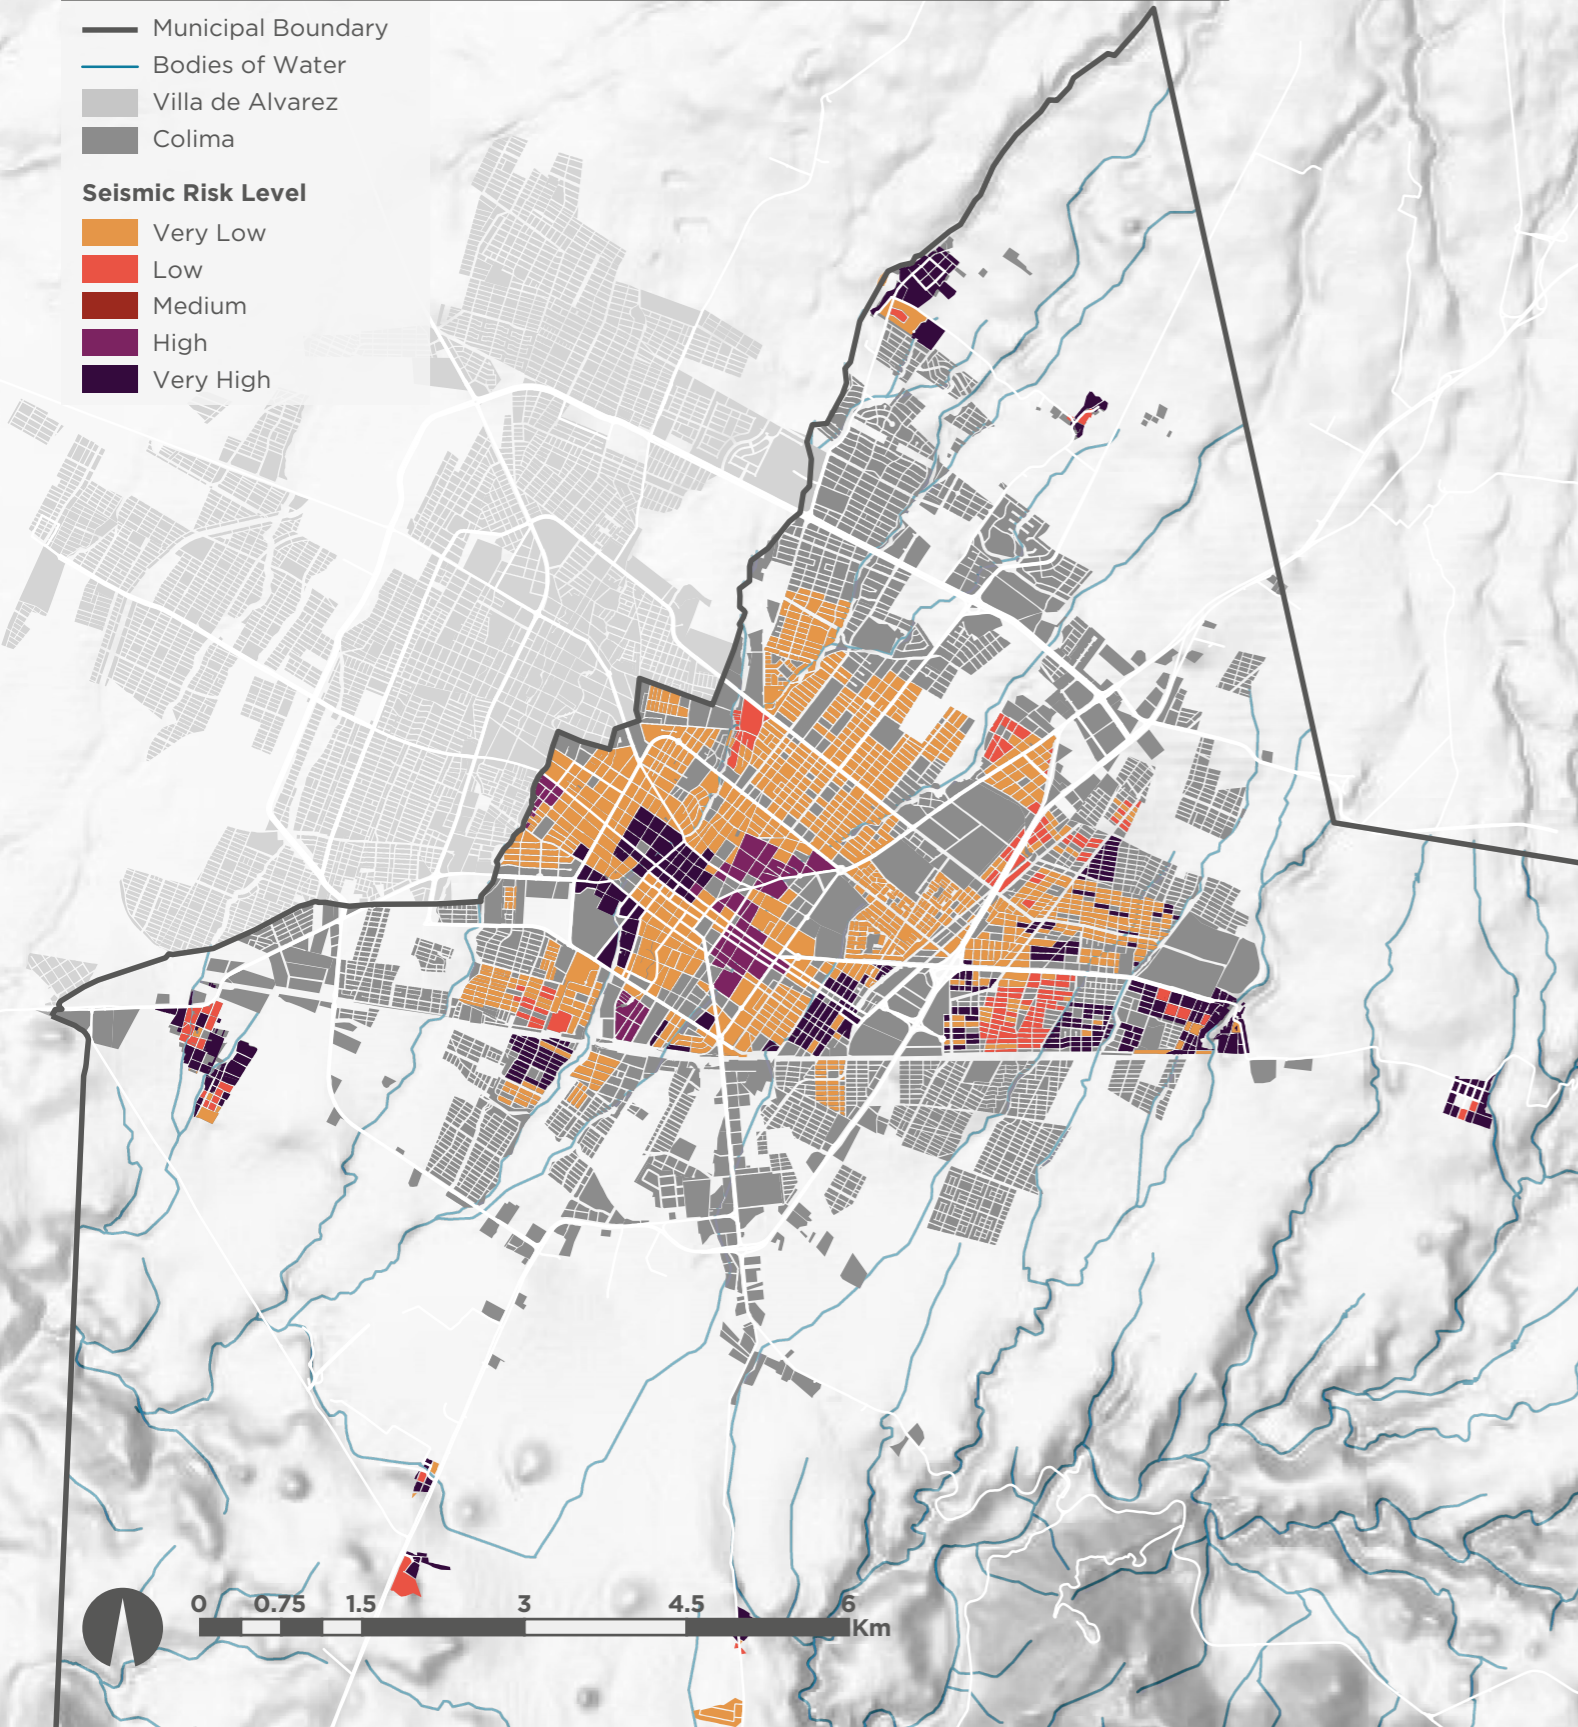 Municipal Boundary
Bodies of Water
Villa de Alvarez
Colima
Seismic Risk Level
Very Low
Low
Medium
High
Very High
0 0.75 1.5 3 4.5 6
Km